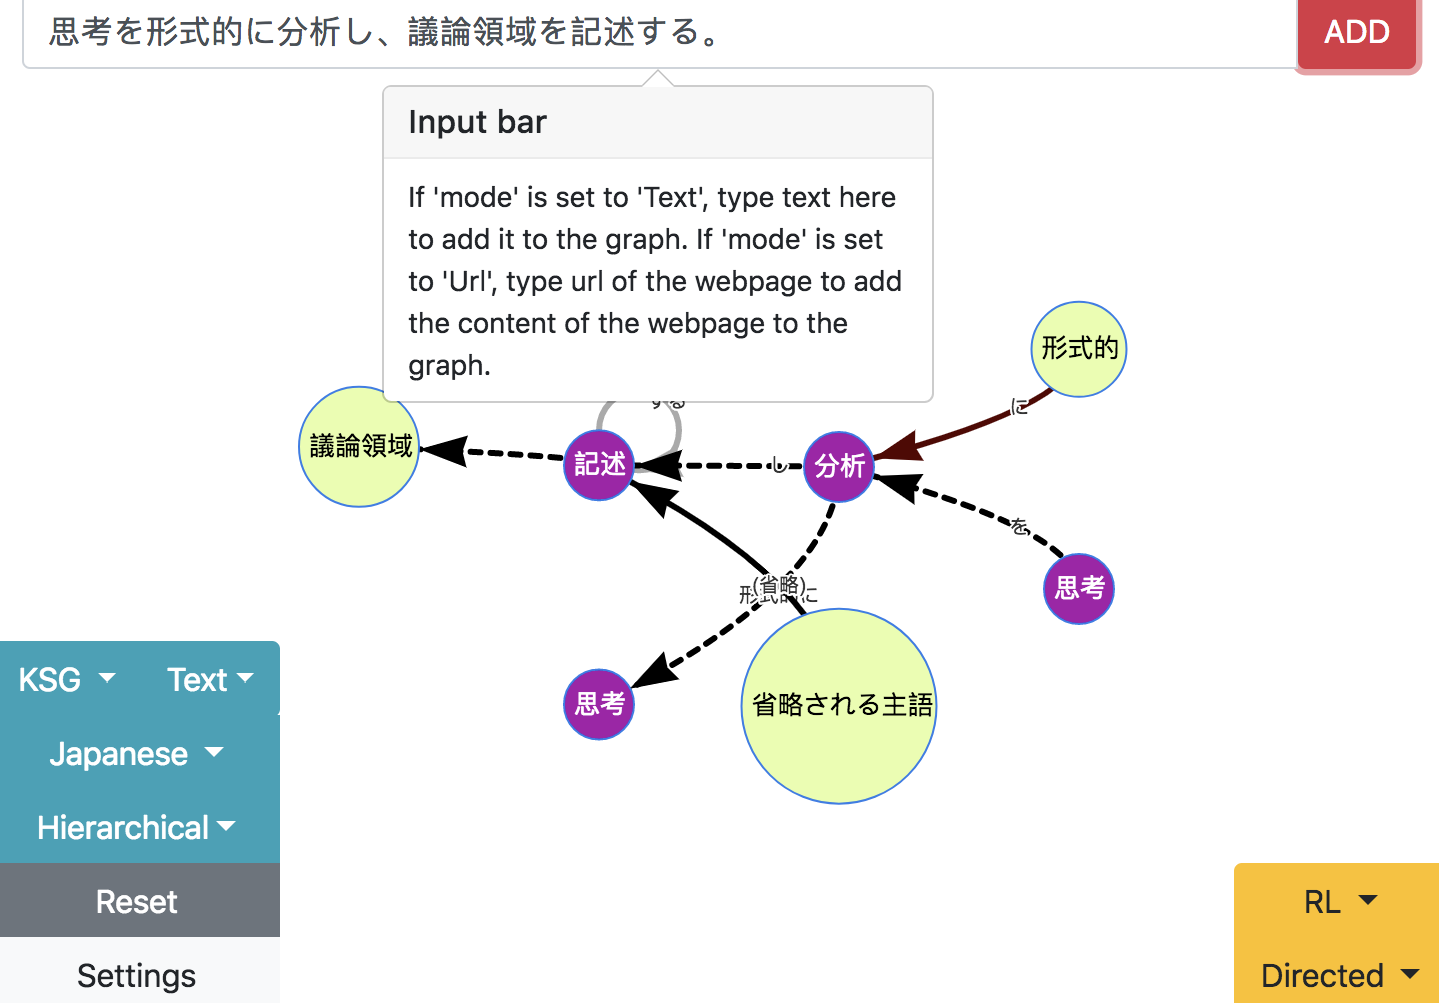 思考を形式的に分析し、議論領域を記述する。
ADD
Input bar
If 'mode' is set to 'Text', type text here
to add it to the graph. If 'mode' is set
to 'Url', type url of the webpage to add
the content of the webpage to the
graph.
形式的
に
する
議論領域
記述
し
分析
を
思考
(省略)
形式的に
思考
省略される主語
KSG
Text
Japanese
Hierarchical
Reset
Settings
RL
Directed